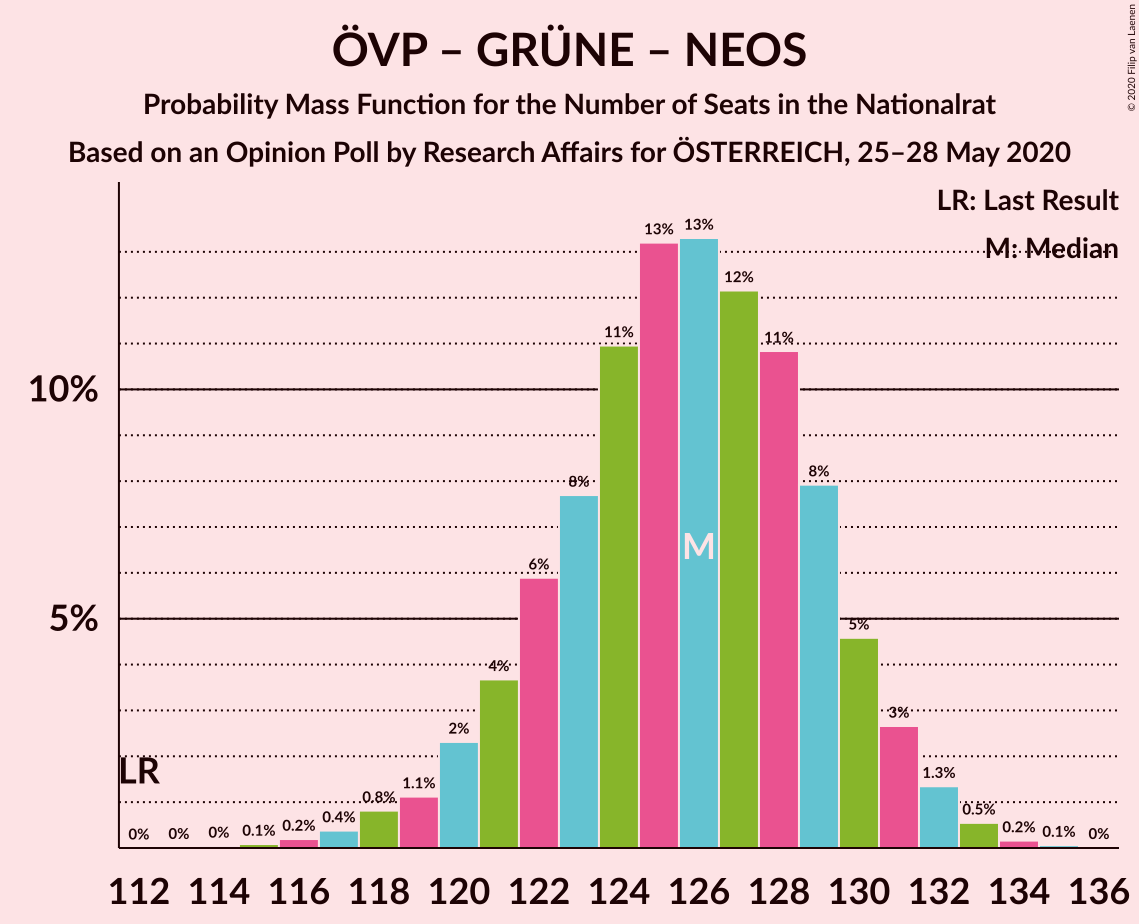 ÖVP – GRÜNE – NEOS
Probability Mass Function for the Number of Seats in the Nationalrat
Based on an Opinion Poll by Research Affairs for ÖSTERREICH, 25–28 May 2020
© 2020 Filip van Laenen
LR: Last Result
M: Median
10%
5%
LR
M
0% 0% 0% 0.1% 0.2% 0.4% 0.8% 1.1% 2% 4% 6% 8% 11% 13% 13% 12% 11% 8% 5% 3% 1.3% 0.5% 0.2% 0.1% 0%
112 114 116 118 120 122 124 126 128 130 132 134 136